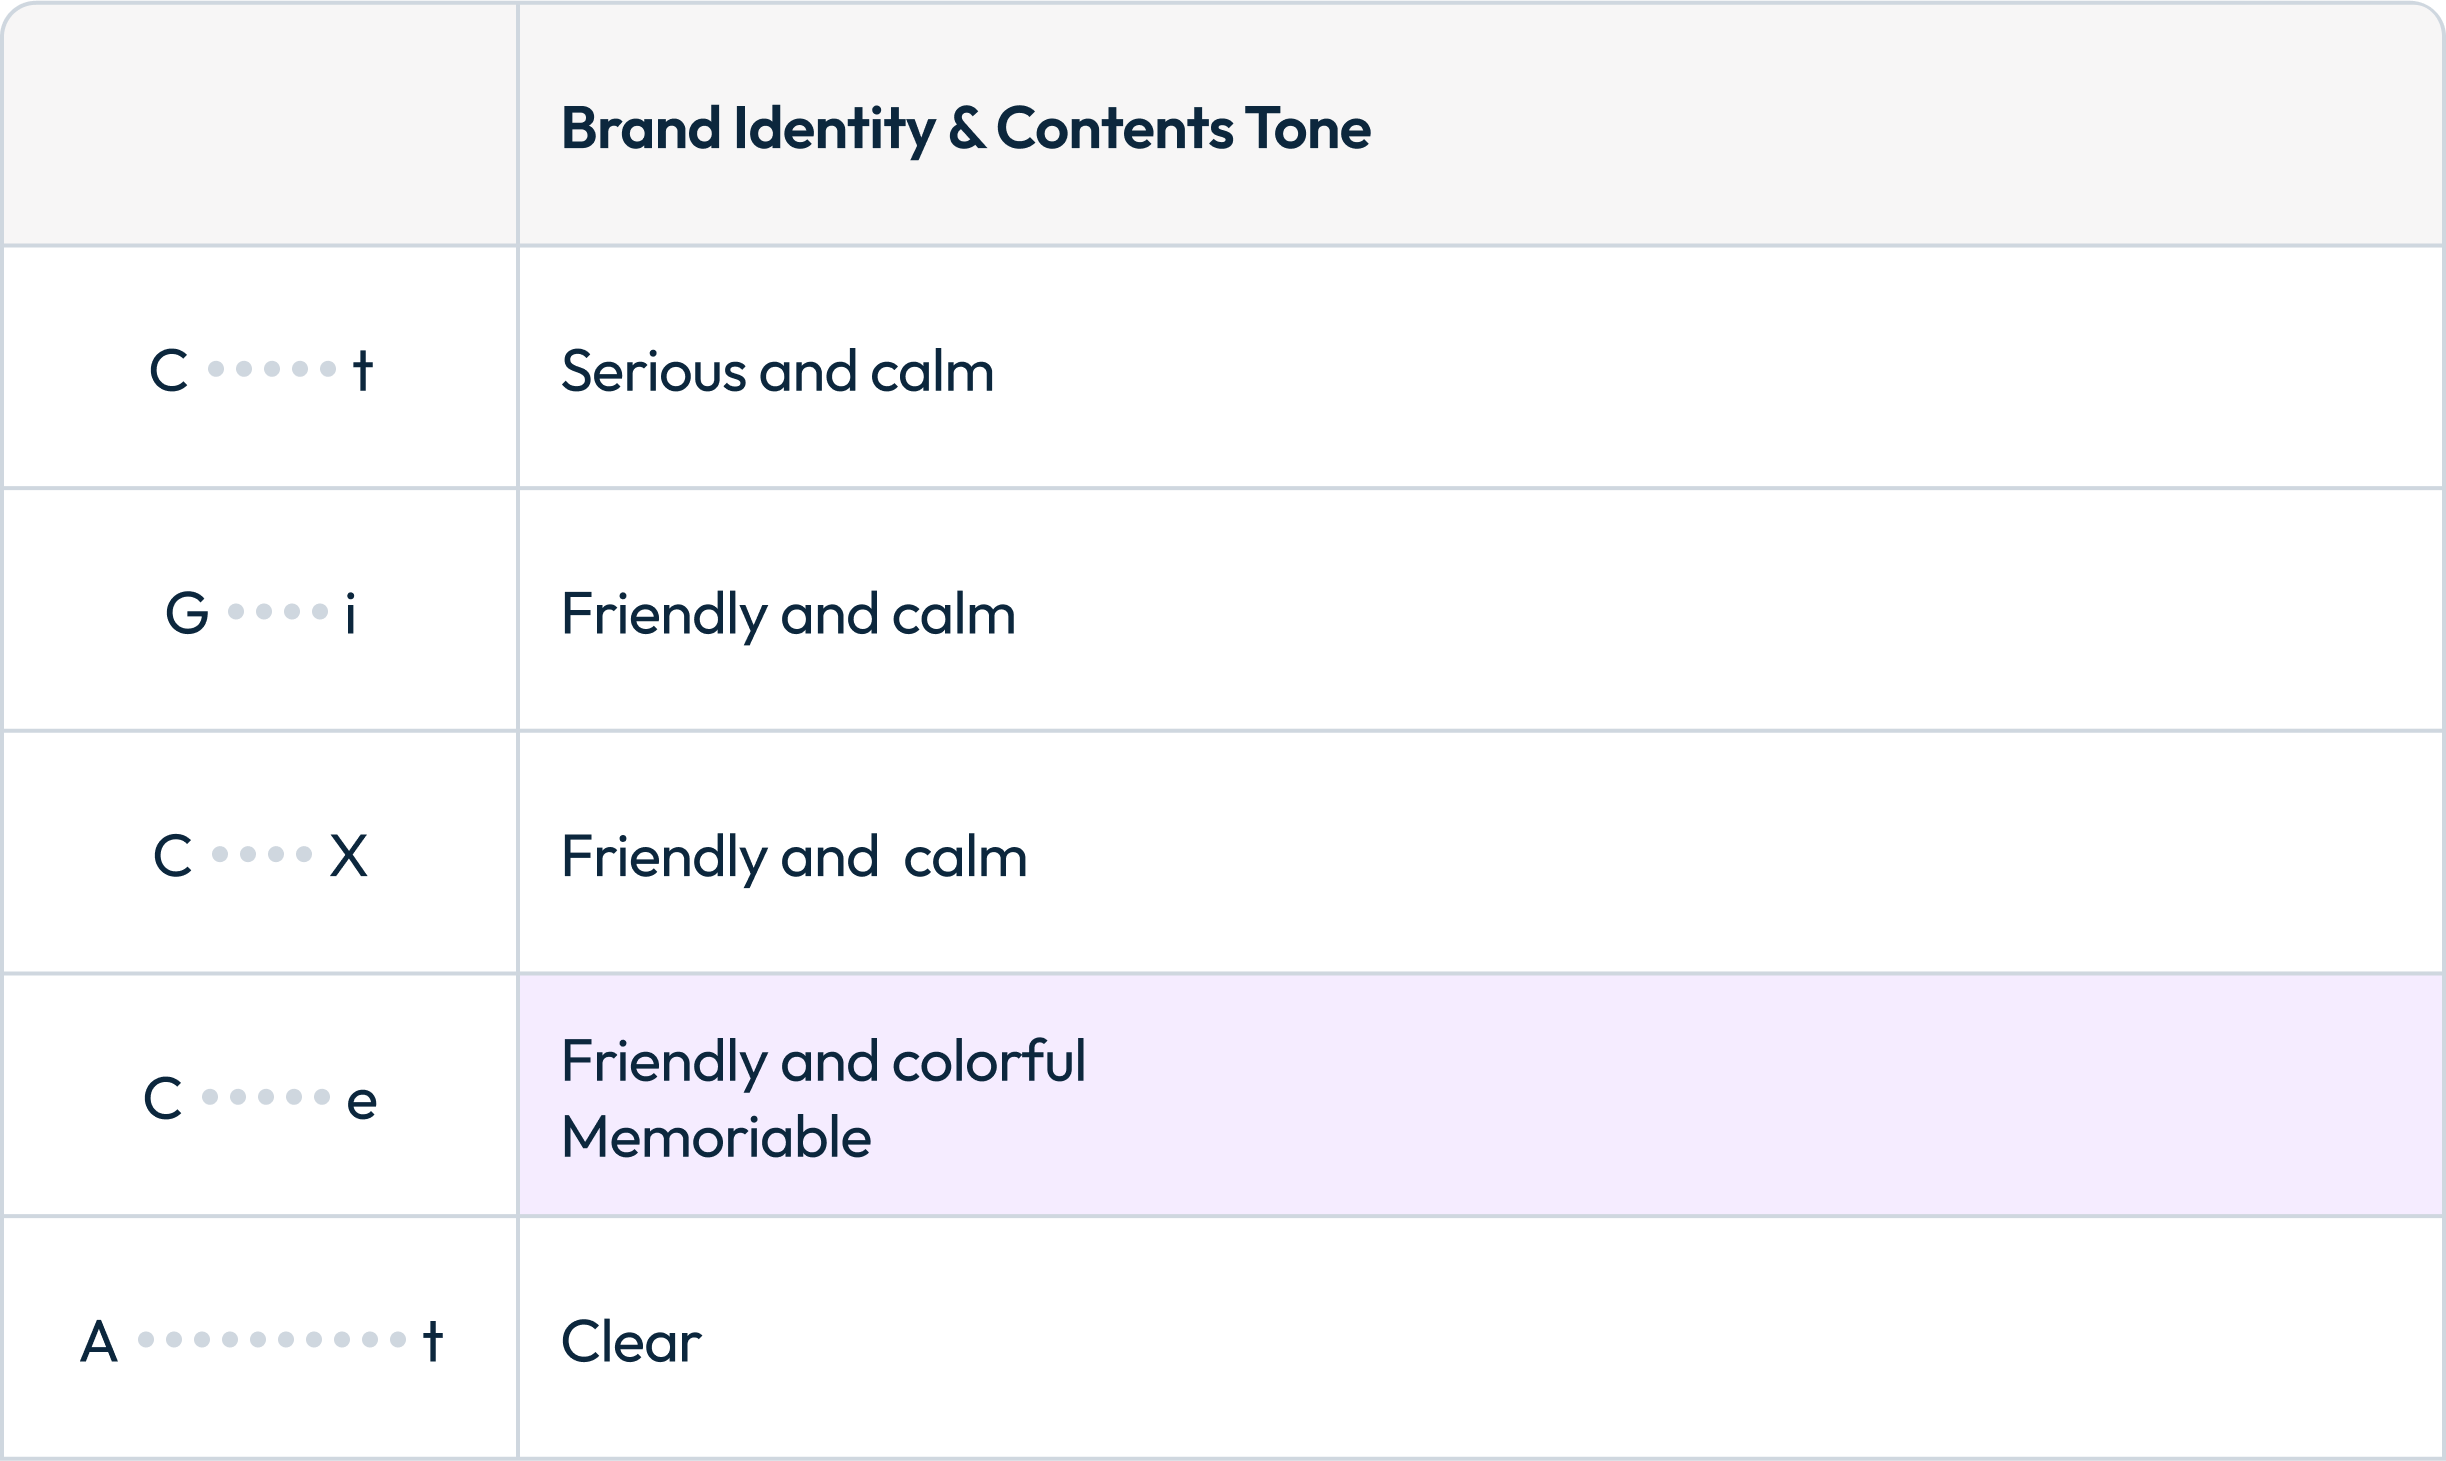 Brand Identity & Contents Tone
C ••••• t
Serious and calm
G •••• i
Friendly and calm
C •••• X
Friendly and  calm
C ••••• e
Friendly and colorful
Memoriable
A •••••••••• t
Clear